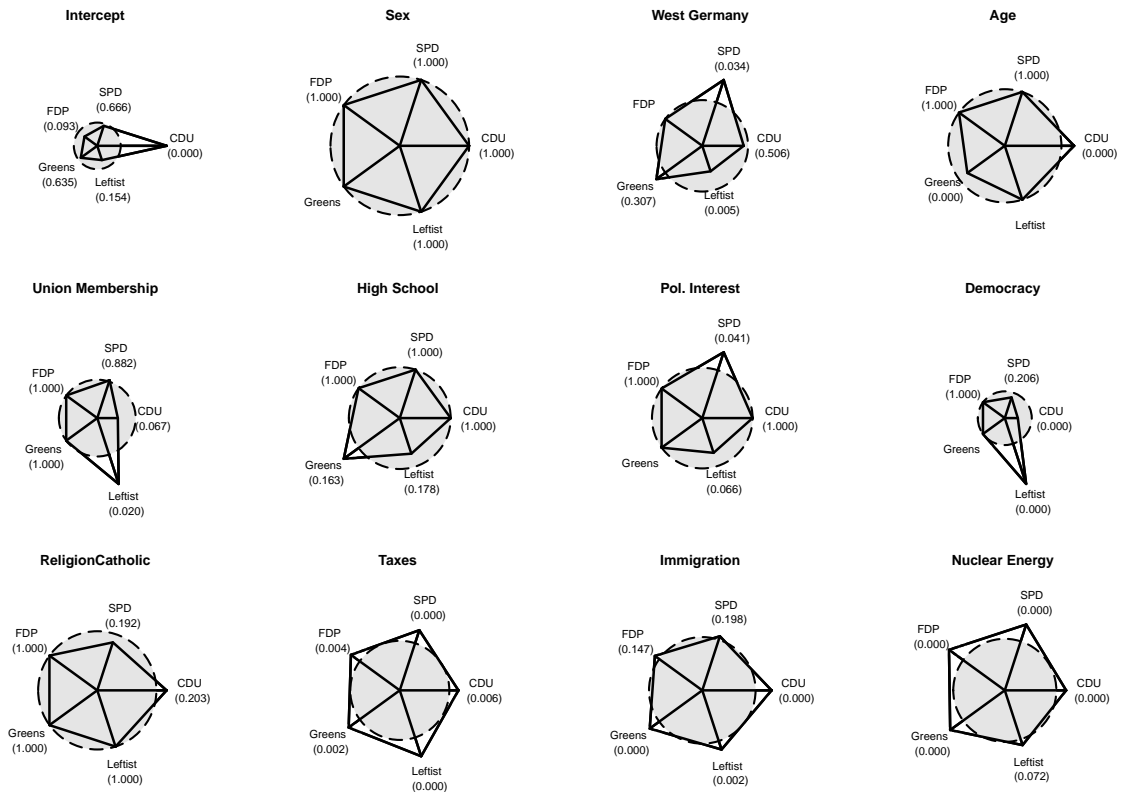 Intercept
SPD
(0.666)
FDP
(0.093)
CDU
(0.000)
Greens
(0.635)
Leftist
(0.154)
Sex
SPD
(1.000)
FDP
(1.000)
CDU
(1.000)
Greens
Leftist
(1.000)
West Germany
SPD
(0.034)
FDP
CDU
(0.506)
Greens
(0.307)
Leftist
(0.005)
Age
SPD
(1.000)
FDP
(1.000)
CDU
(0.000)
Greens
(0.000)
Leftist
Union Membership
SPD
(0.882)
FDP
(1.000)
CDU
(0.067)
Greens
(1.000)
Leftist
(0.020)
High School
SPD
(1.000)
FDP
(1.000)
CDU
(1.000)
Greens
(0.163)
Leftist
(0.178)
Pol. Interest
SPD
(0.041)
FDP
(1.000)
CDU
(1.000)
Greens
Leftist
(0.066)
Democracy
SPD
(0.206)
FDP
(1.000)
CDU
(0.000)
Greens
Leftist
(0.000)
ReligionCatholic
SPD
(0.192)
FDP
(1.000)
CDU
(0.203)
Greens
(1.000)
Leftist
(1.000)
Taxes
SPD
(0.000)
FDP
(0.004)
CDU
(0.006)
Greens
(0.002)
Leftist
(0.000)
Immigration
SPD
(0.198)
FDP
(0.147)
CDU
(0.000)
Greens
(0.000)
Leftist
(0.002)
Nuclear Energy
SPD
(0.000)
FDP
(0.000)
CDU
(0.000)
Greens
(0.000)
Leftist
(0.072)